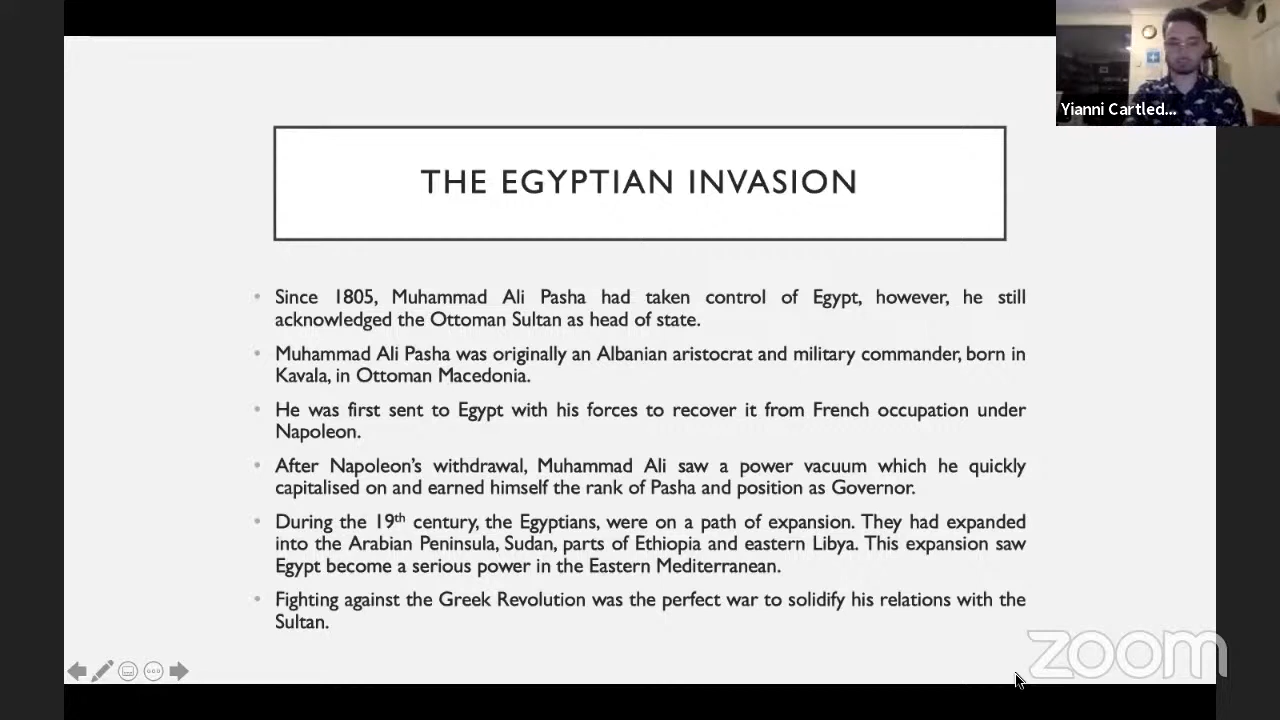 Yianni Cartled...
THE EGYPTIAN INVASION
• Since 1805, Muhammad Ali Pasha had taken control of Egypt, however, he still
acknowledged the Ottoman Sultan as head of state.
• Muhammad Ali Pasha was originally an Albanian aristocrat and military commander, born in
Kavala, in Ottoman Macedonia.
• He was first sent to Egypt with his forces to recover it from French occupation under
Napoleon.
• After Napoleon's withdrawal, Muhammad Ali saw a power vacuum which he quickly
capitalised on and earned himself the rank of Pasha and position as Governor.
• During the 19th century, the Egyptians, were on a path of expansion. They had expanded
into the Arabian Peninsula, Sudan, parts of Ethiopia and eastern Libya. This expansion saw
Egypt become a serious power in the Eastern Mediterranean.
• Fighting against the Greek Revolution was the perfect war to solidify his relations with the
Sultan.
zoom